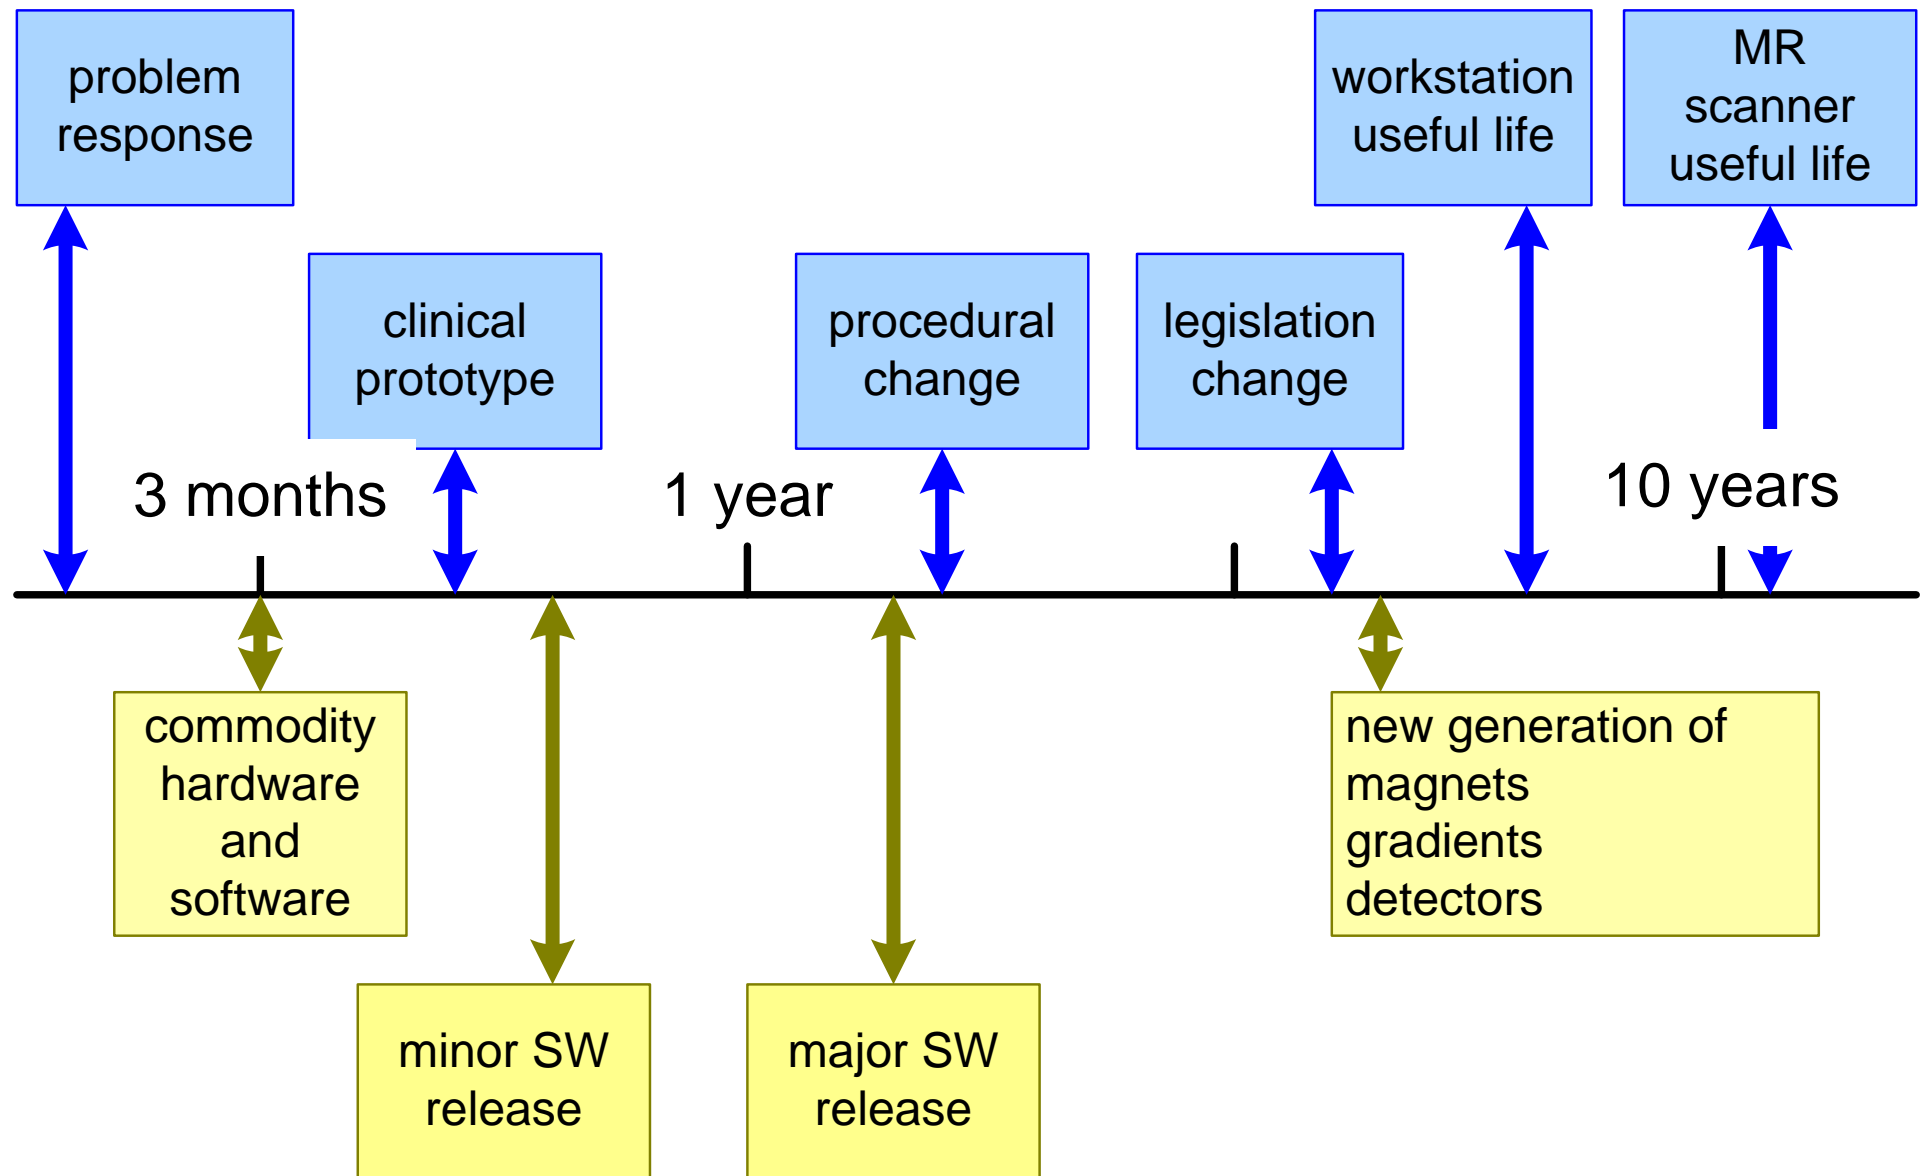 problem
response
workstation
useful life
MR
scanner
useful life
clinical
prototype
procedural
change
legislation
change
3 months
1 year
10 years
commodity
hardware
and
software
new generation of
magnets
gradients
detectors
minor SW
release
major SW
release